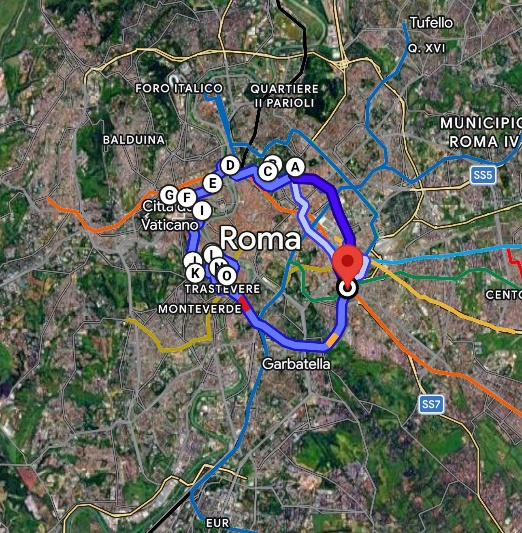 Tufello
Q. XVI
FORO ITALICO
QUARTIERE
II PARIOLI
MUNICIPIO
ROMA IV
BALDUINA
D
C
A
SS5
E
G
F
I
Città de
Vaticano
Roma
K
O
TRASTEVERE
CENTO
MONTEVERDE
Garbatella
SS7
EUR